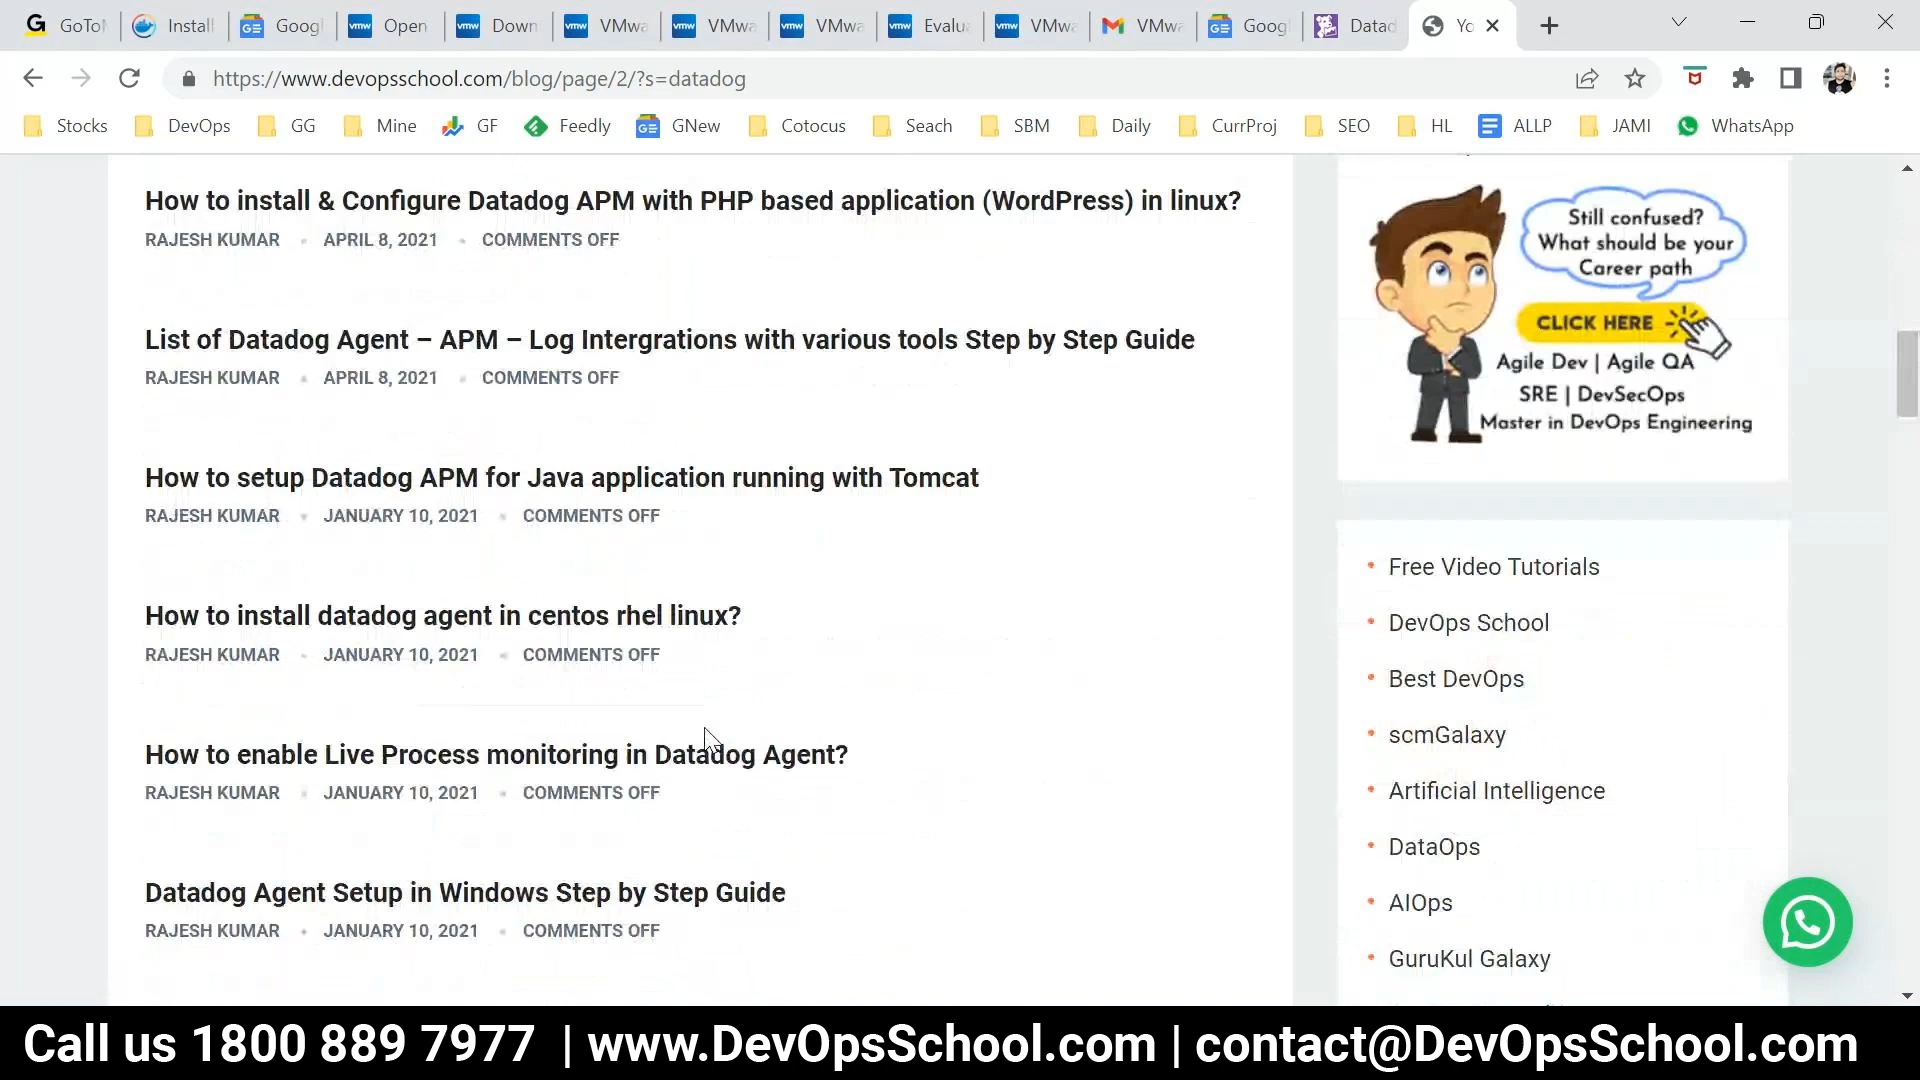 GoTo
Install
Googl
Open
Down
VMwa
VMwa
VMwa
Evalua
VMwa
VMwa
Googl
Datad
Yo
https://www.devopsschool.com/blog/page/2/?s=datadog
Stocks
DevOps
GG
Mine
GF
Feedly
GNew
Cotocus
Seach
SBM
Daily
CurrProj
SEO
HL
ALLP
JAMI
WhatsApp
How to install & Configure Datadog APM with PHP based application (WordPress) in linux?
RAJESH KUMAR • APRIL 8, 2021 • COMMENTS OFF
List of Datadog Agent – APM – Log Intergrations with various tools Step by Step Guide
RAJESH KUMAR • APRIL 8, 2021 • COMMENTS OFF
How to setup Datadog APM for Java application running with Tomcat
RAJESH KUMAR • JANUARY 10, 2021 • COMMENTS OFF
How to install datadog agent in centos rhel linux?
RAJESH KUMAR • JANUARY 10, 2021 • COMMENTS OFF
How to enable Live Process monitoring in Datadog Agent?
RAJESH KUMAR • JANUARY 10, 2021 • COMMENTS OFF
Datadog Agent Setup in Windows Step by Step Guide
RAJESH KUMAR • JANUARY 10, 2021 • COMMENTS OFF
Still confused?
What should be your
Career path
CLICK HERE
Agile Dev | Agile QA
SRE | DevSecOps
Master in DevOps Engineering
• Free Video Tutorials
• DevOps School
• Best DevOps
• scmGalaxy
• Artificial Intelligence
• DataOps
• AIOps
• GuruKul Galaxy
Call us 1800 889 7977 | www.DevOpsSchool.com | contact@DevOpsSchool.com